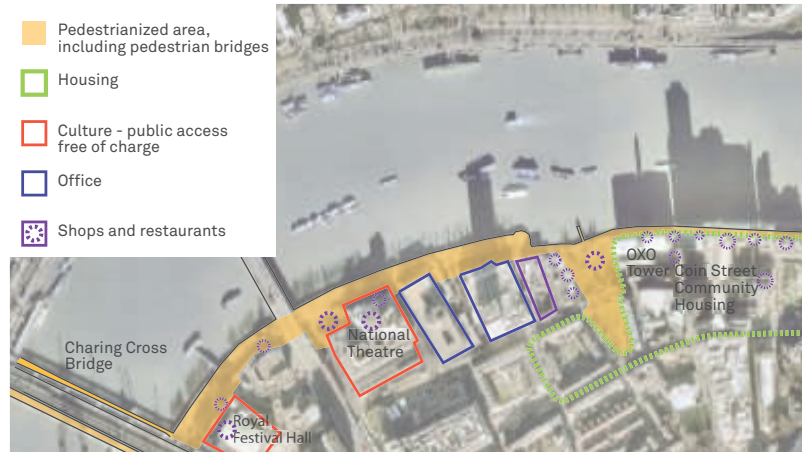 Pedestrianized area,
including pedestrian bridges
Housing
Culture - public access
free of charge
Office
Shops and restaurants
OXO
Tower
Coin Street
Community
Housing
National
Theatre
Charing Cross
Bridge
Royal
Festival Hall